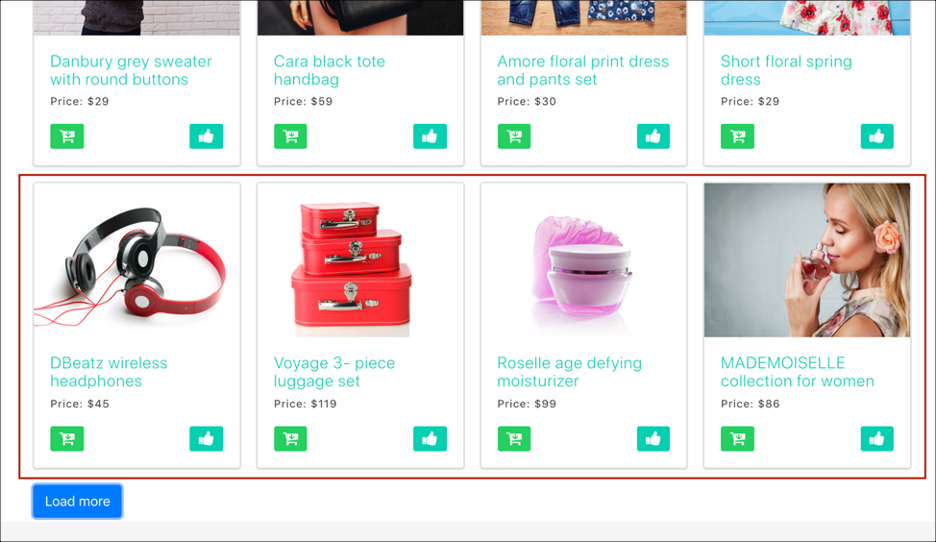 Danbury grey sweater
with round buttons
Price: $29
Cara black tote
handbag
Price: $59
Amore floral print dress
and pants set
Price: $30
Short floral spring
dress
Price: $29
DBeatz wireless
headphones
Price: $45
Voyage 3- piece
luggage set
Price: $119
Roselle age defying
moisturizer
Price: $99
MADEMOISELLE
collection for women
Price: $86
Load more